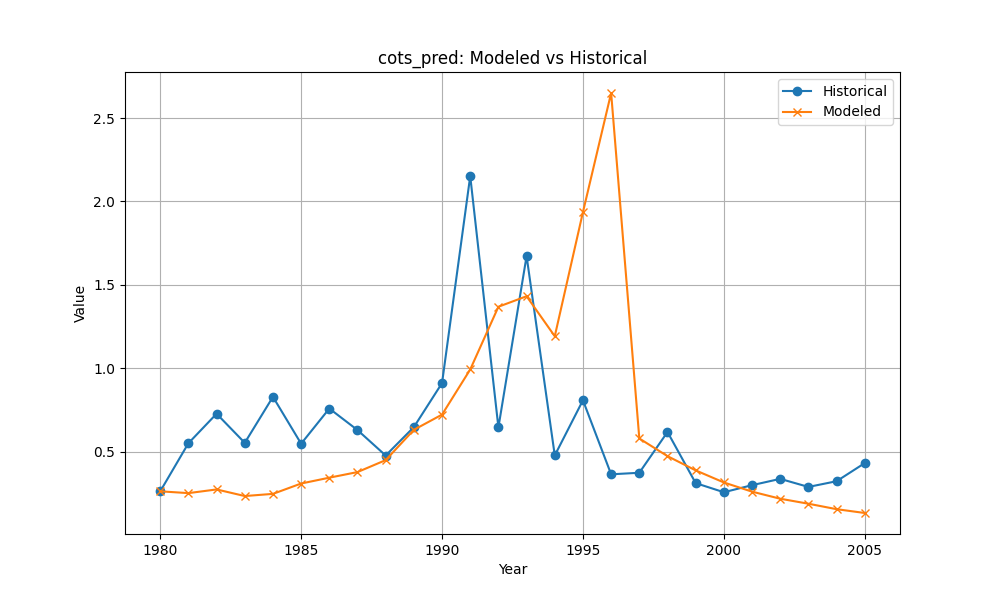 cots_pred: Modeled vs Historical
Historical
Modeled
Value
2.5
2.0
1.5
1.0
0.5
1980 1985 1990 1995 2000 2005
Year